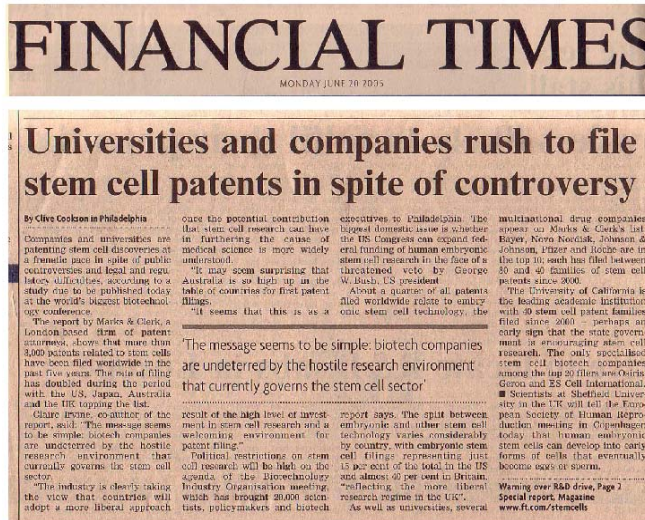 FINANCIAL TIMES
MONDAY JUNE 20 2005
Universities and companies rush to file
stem cell patents in spite of controversy
By Clive Cookson in Philadelphia
Companies and universities are
patenting stem cell discoveries at
a frenetic pace in spite of public
controversies and legal and regu-
latory difficulties, according to a
study due to be published today
at the world's biggest biotechnol-
ogy conference.
The report by Marks & Clerk, a
London-based firm of patent
attorneys, shows that more than
3,000 patents related to stem cells
have been filed worldwide in the
past five years. The rate of filing
has doubled during the period
with the US, Japan, Australia
and the UK topping the list.
Claire Irvine, co-author of the
report, said: "The message seems
to be simple: biotech companies
are undeterred by the hostile
research environment that
currently governs the stem cell
sector.
"The industry is clearly taking
the view that countries will
adopt a more liberal approach
once the potential contribution
that stem cell research can have
in furthering the cause of
medical science is more widely
understood.
"It may seem surprising that
Australia is so high up in the
table of countries for first patent
filings.
"It seems that this is as a
'The message seems to be simple: biotech companies
are undeterred by the hostile research environment
that currently governs the stem cell sector'
result of the high level of invest-
ment in stem cell research and a
welcoming environment for
patent filing."
Political restrictions on stem
cell research will be high on the
agenda of the Biotechnology
Industry Organisation meeting,
which has brought 20,000 scien-
tists, policymakers and biotech
executives to Philadelphia. The
biggest domestic issue is whether
the US Congress can expand fed-
eral funding of human embryonic
stem cell research in the face of a
threatened veto by George
W. Bush, US president
About a quarter of all patents
filed worldwide relate to embry-
onic stem cell technology, the
report says. The split between
embryonic and other stem cell
technology varies considerably
by country, with embryonic stem
cell filings representing just
15 per cent of the total in the US
and almost 40 per cent in Britain,
"reflecting the more liberal
research regime in the UK".
As well as universities, several
multinational drug companies
appear on Marks & Clerk's list.
Bayer, Novo Nordisk, Johnson &
Johnson, Pfizer and Roche are in
the top 10; each has filed between
30 and 40 families of stem cell
patents since 2000.
The University of California is
the leading academic institution
with 40 stem cell patent families
filed since 2000 - perhaps an
early sign that the state govern-
ment is encouraging stem cell
research. The only specialised
stem cell biotech companies
among the top 20 filers are Osiris,
Geron and ES Cell International.
■ Scientists at Sheffield Univer-
sity in the UK will tell the Euro-
pean Society of Human Repro-
duction meeting in Copenhagen
today that human embryonic
stem cells can develop into early
forms of cells that eventually
become eggs or sperm.
Warning over R&D drive, Page 2
Special report, Magazine
www.ft.com/stemcells